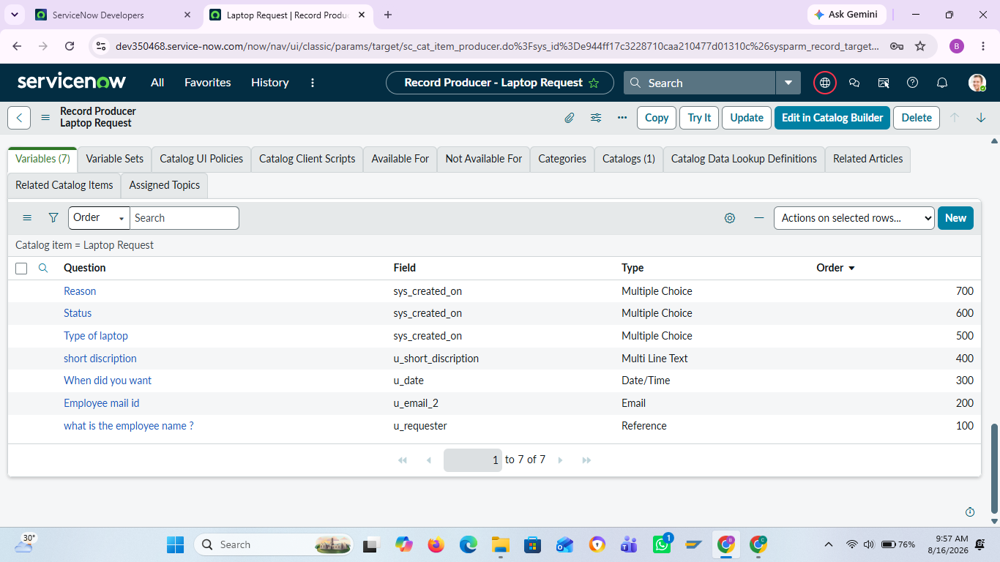 ServiceNow Developers
Laptop Request | Record Produ
Ask Gemini
dev350468.service-now.com/now/nav/ui/classic/params/target/sc_cat_item_producer.do%3Fsys_id%3De944ff17c3228710caa210477d01310c%26sysparm_record_target...
B
servicenow All Favorites History Record Producer - Laptop Request Search
Record Producer
Laptop Request
Copy Try It Update Edit in Catalog Builder Delete
Variables (7) Variable Sets Catalog UI Policies Catalog Client Scripts Available For Not Available For Categories Catalogs (1) Catalog Data Lookup Definitions Related Articles
Related Catalog Items Assigned Topics
Order Search Actions on selected rows... New
Catalog item = Laptop Request
Question Field Type Order
Reason sys_created_on Multiple Choice 700
Status sys_created_on Multiple Choice 600
Type of laptop sys_created_on Multiple Choice 500
short discription u_short_discription Multi Line Text 400
When did you want u_date Date/Time 300
Employee mail id u_email_2 Email 200
what is the employee name ? u_requester Reference 100
1 to 7 of 7
30°
Search
1
76%
9:57 AM
8/16/2026